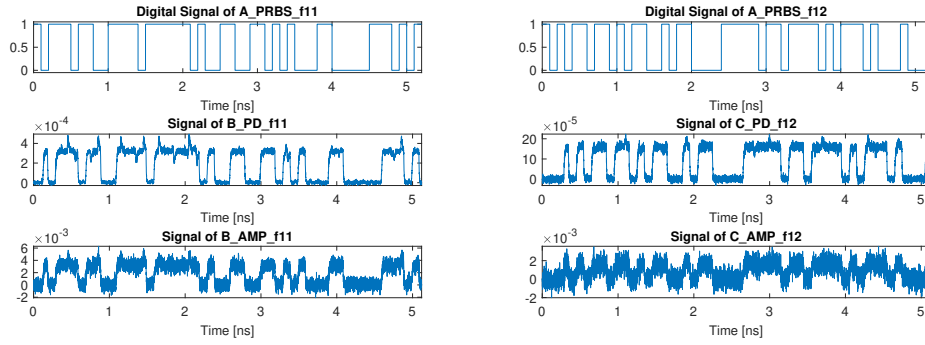 Digital Signal of A_PRBS_f11
1
0.5
0
0 1 2 3 4 5
Time [ns]
Signal of B_PD_f11
×10⁻⁴
4
2
0
0 1 2 3 4 5
Time [ns]
Signal of B_AMP_f11
×10⁻³
6
4
2
0
-2
0 1 2 3 4 5
Time [ns]
Digital Signal of A_PRBS_f12
1
0.5
0
0 1 2 3 4 5
Time [ns]
Signal of C_PD_f12
×10⁻⁵
20
10
0
0 1 2 3 4 5
Time [ns]
Signal of C_AMP_f12
×10⁻³
2
0
-2
0 1 2 3 4 5
Time [ns]